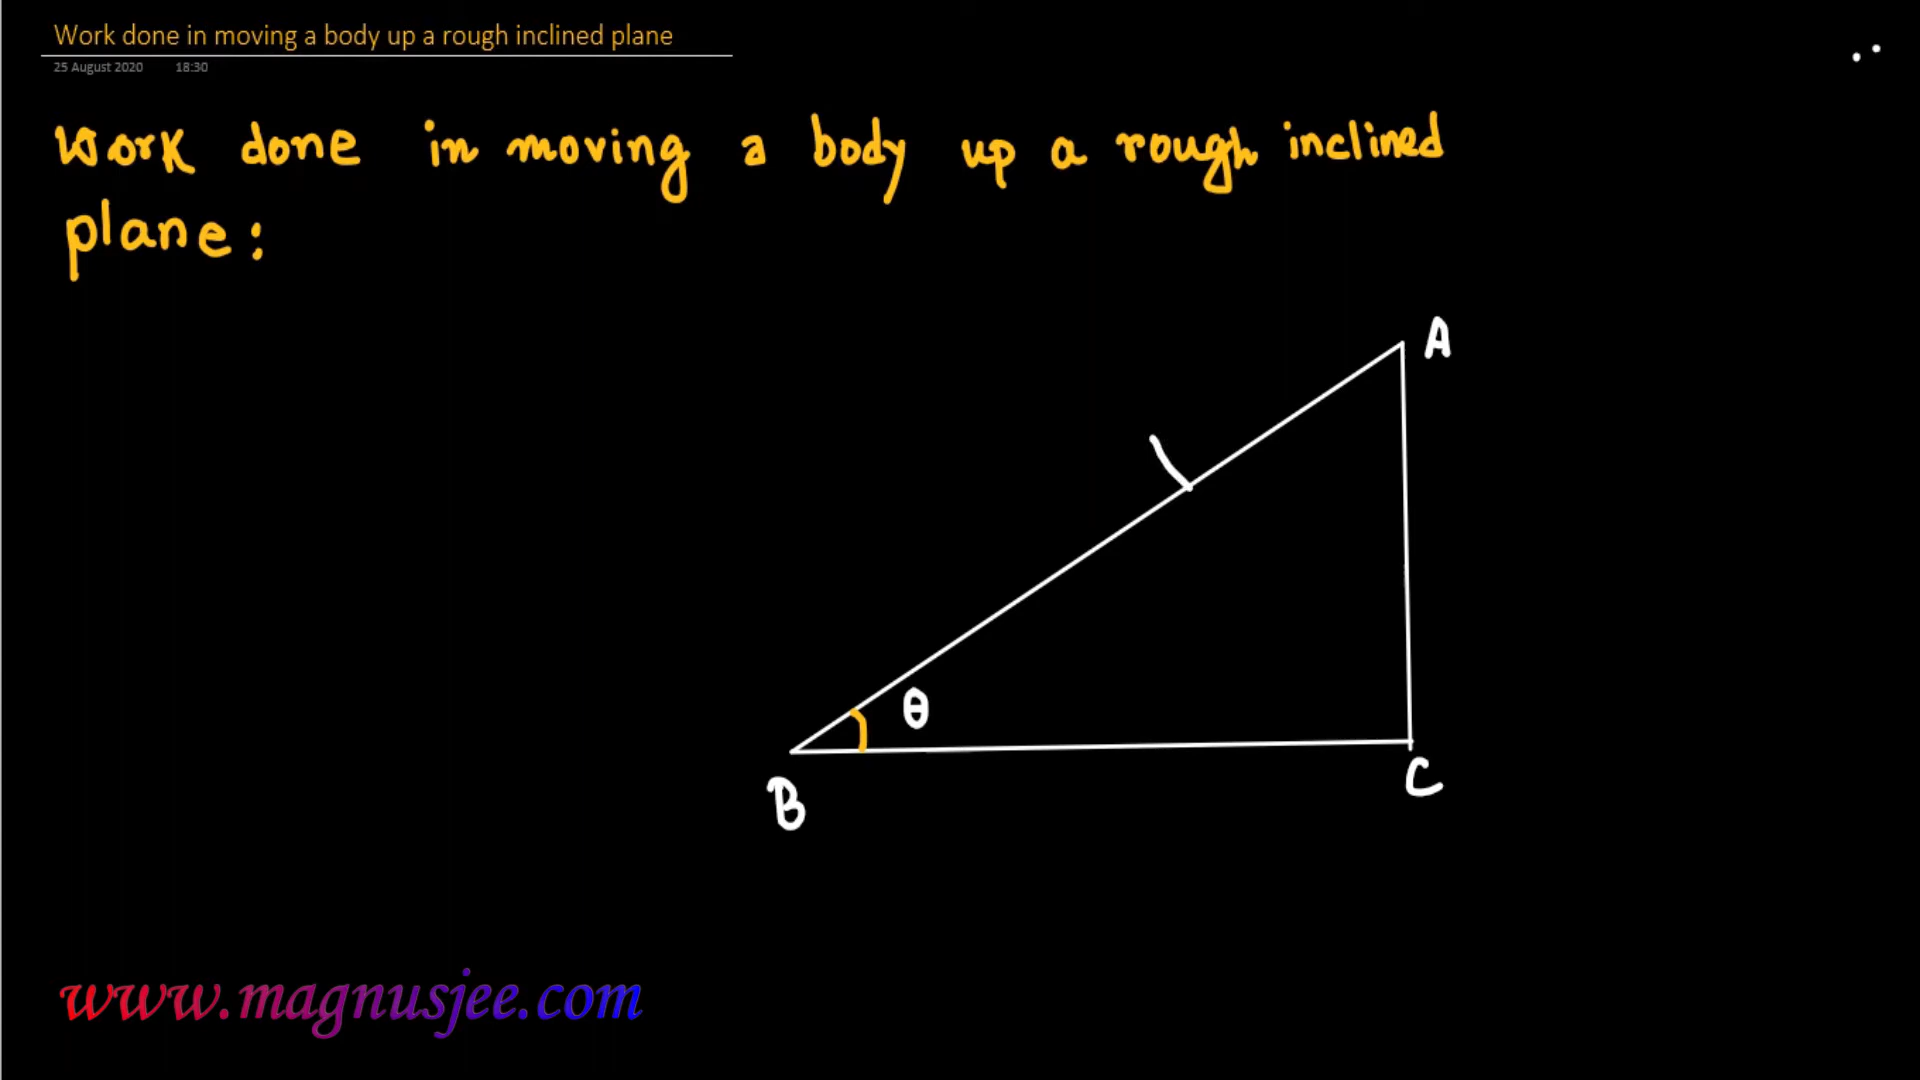 Work done in moving a body up a rough inclined plane
25 August 2020 18:30
Work done in moving a body up a rough inclined
plane:
A
θ
B
C
www.magnusjee.com